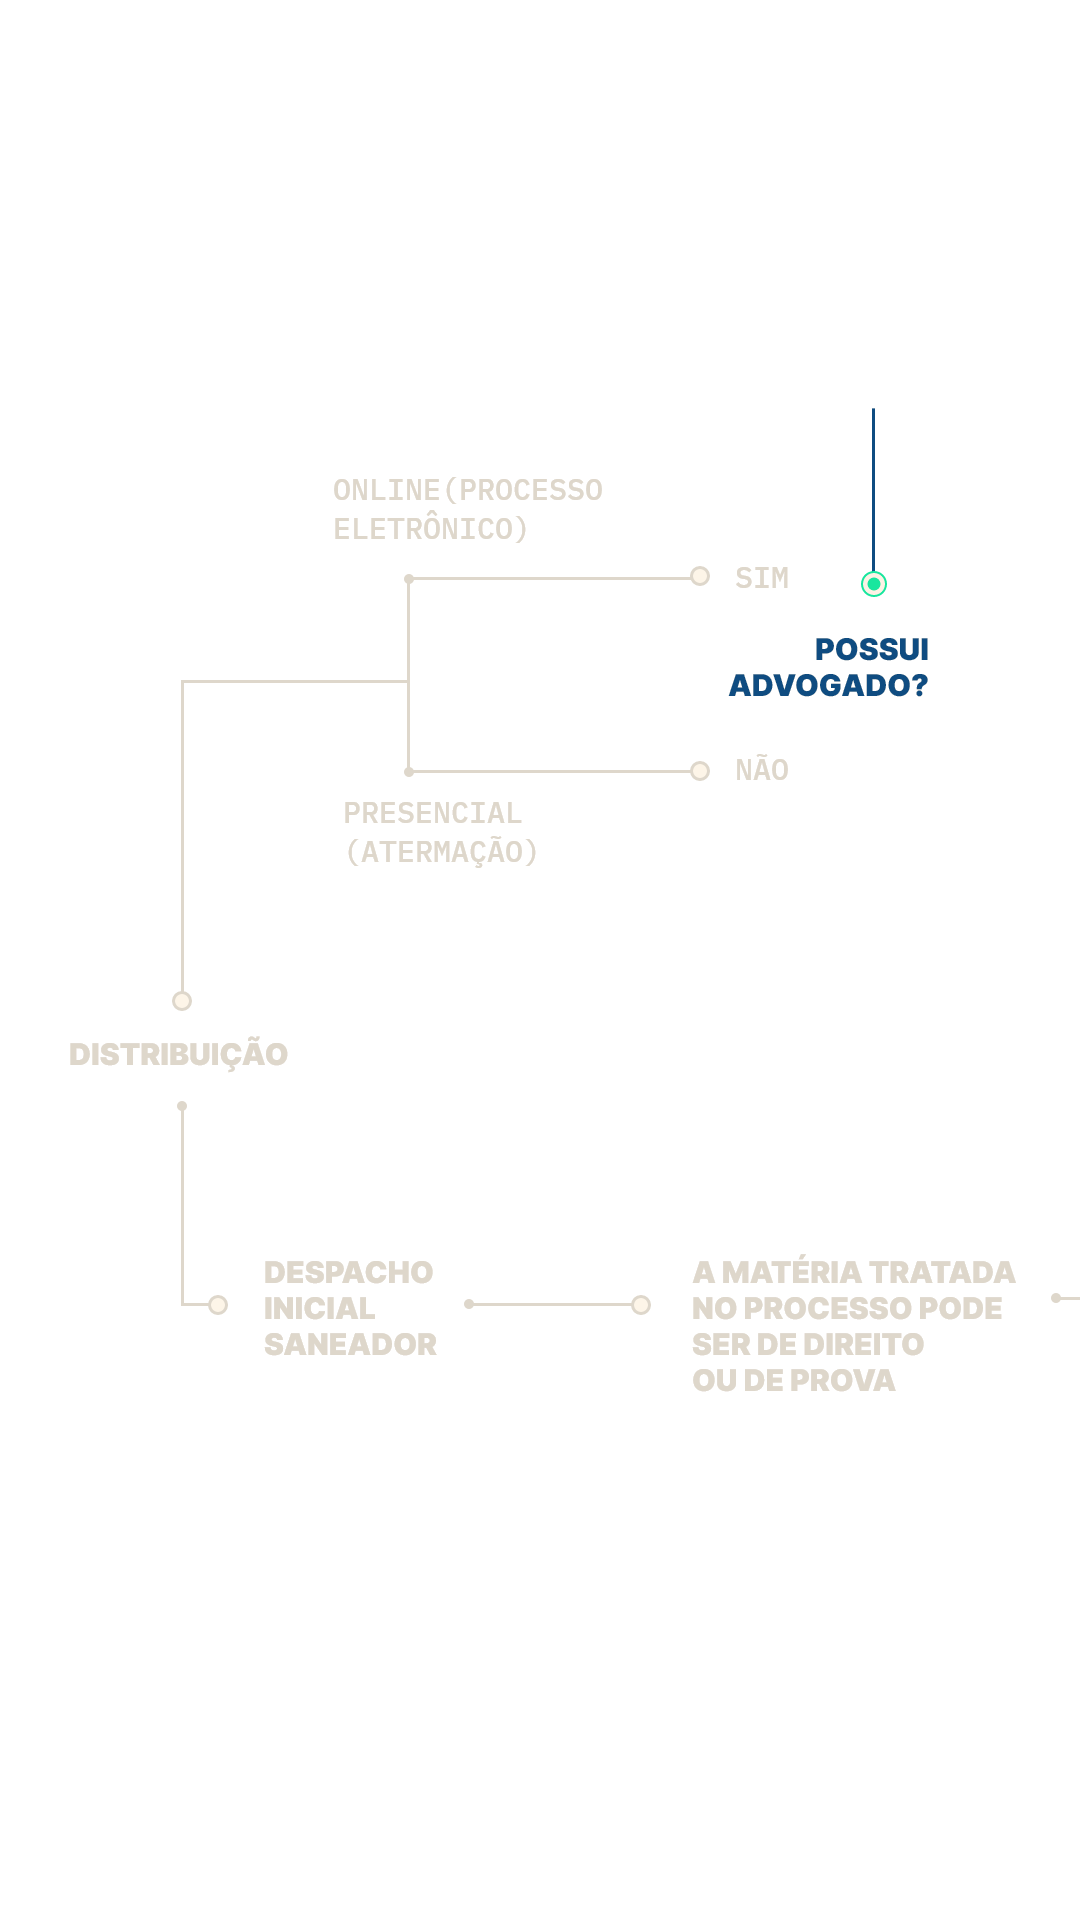 ONLINE(PROCESSO
ELETRÔNICO)
SIM
POSSUI
ADVOGADO?
NÃO
PRESENCIAL
(ATERMAÇÃO)
DISTRIBUIÇÃO
DESPACHO
INICIAL
SANEADOR
A MATÉRIA TRATADA
NO PROCESSO PODE
SER DE DIREITO
OU DE PROVA